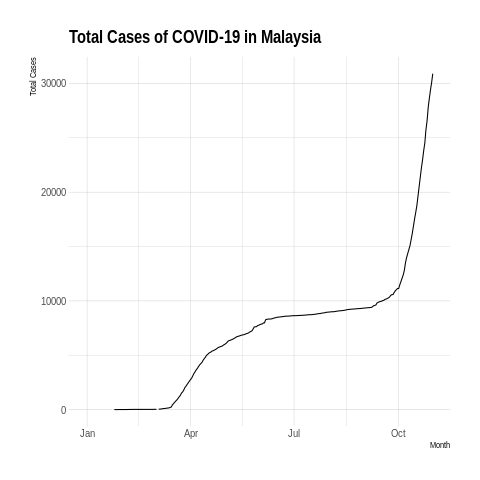 Total Cases of COVID-19 in Malaysia
Total Cases
30000
20000
10000
0
Jan Apr Jul Oct
Month